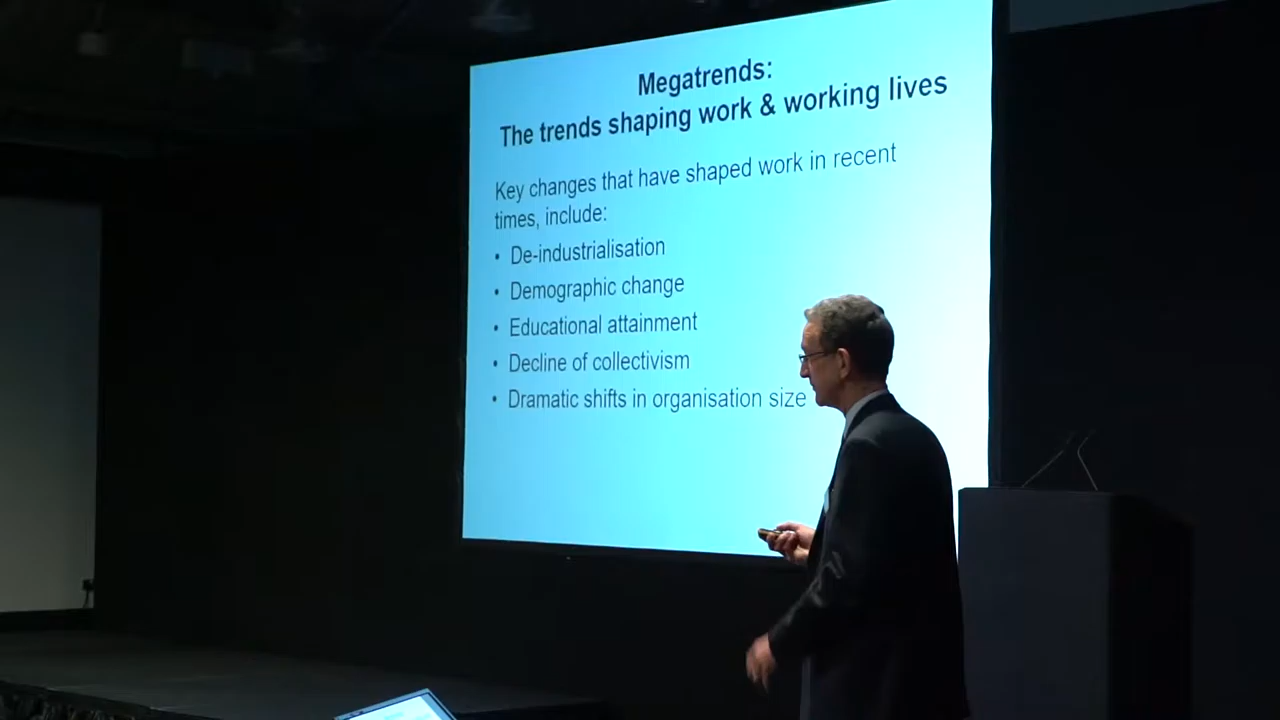 Megatrends:
The trends shaping work & working lives
Key changes that have shaped work in recent
times, include:
• De-industrialisation
• Demographic change
• Educational attainment
• Decline of collectivism
• Dramatic shifts in organisation size